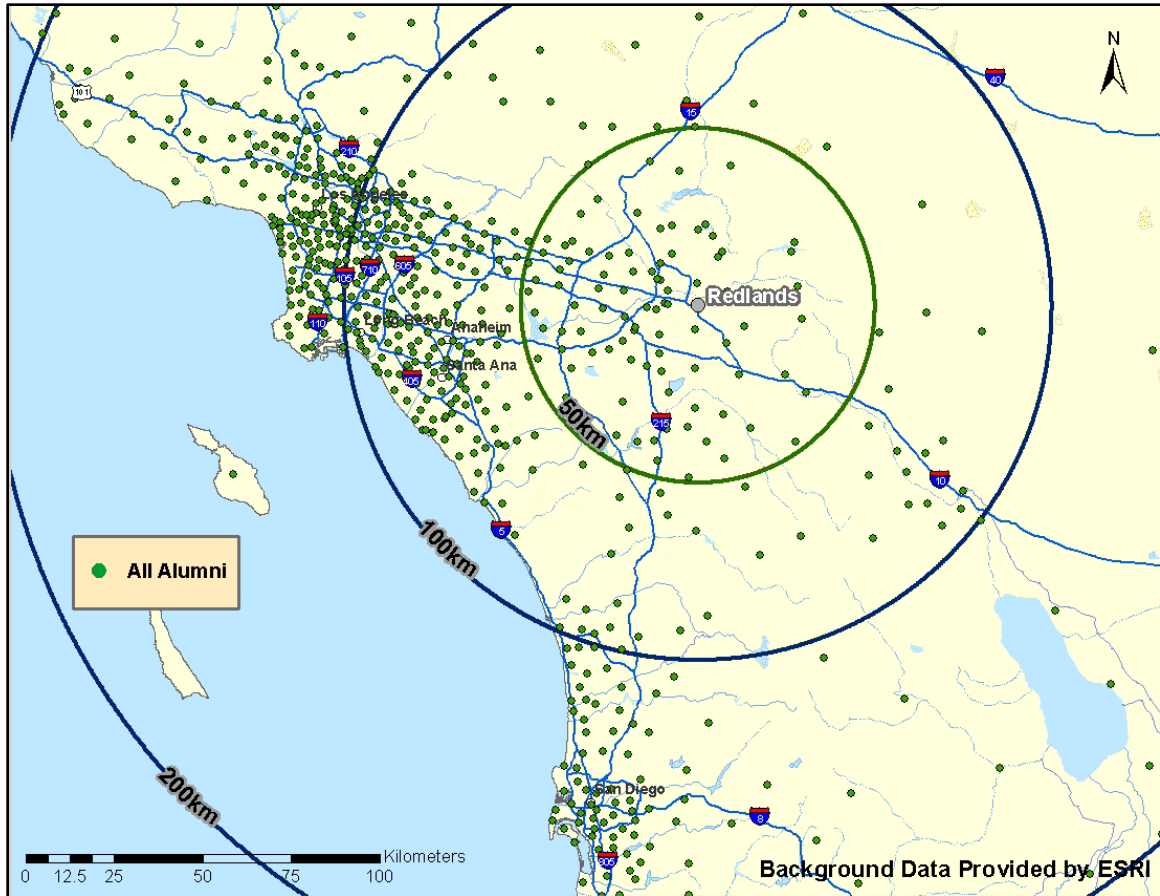 N
40
15
101
210
Los Angeles
105
710
605
Redlands
110
Long Beach
Anaheim
Santa Ana
405
50km
215
10
5
100km
All Alumni
200km
San Diego
8
805
Kilometers
0 12.5 25 50 75 100
Background Data Provided by ESRI